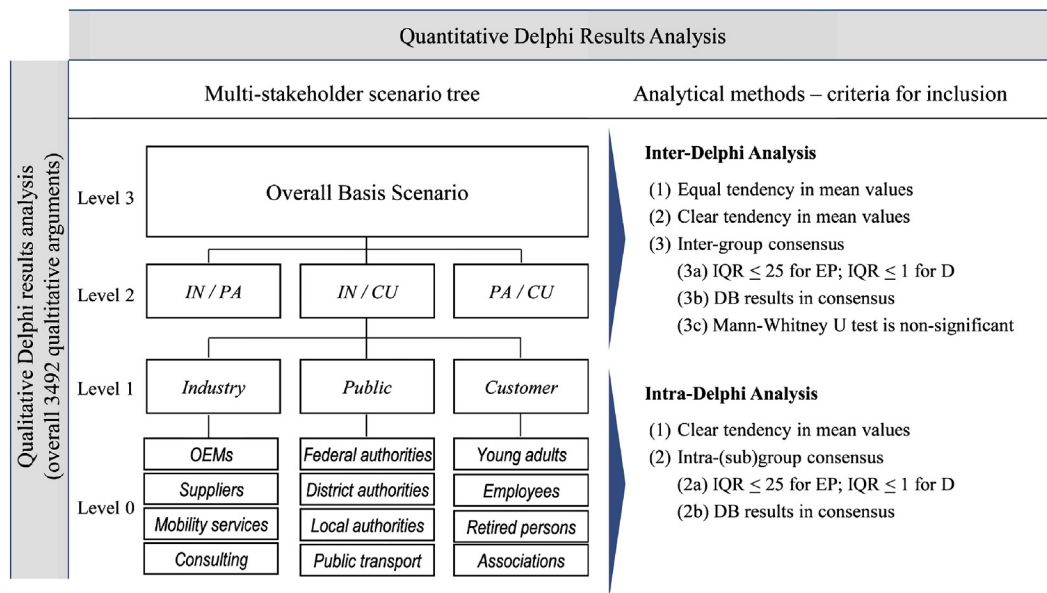 Quantitative Delphi Results Analysis
Qualitative Delphi results analysis
(overall 3492 qualtitative arguments)
Multi-stakeholder scenario tree
Analytical methods – criteria for inclusion
Level 3
Overall Basis Scenario
Level 2
IN / PA
IN / CU
PA / CU
Level 1
Industry
Public
Customer
Level 0
OEMs
Federal authorities
Young adults
Suppliers
District authorities
Employees
Mobility services
Local authorities
Retired persons
Consulting
Public transport
Associations
Inter-Delphi Analysis
(1) Equal tendency in mean values
(2) Clear tendency in mean values
(3) Inter-group consensus
(3a) IQR ≤ 25 for EP; IQR ≤ 1 for D
(3b) DB results in consensus
(3c) Mann-Whitney U test is non-significant
Intra-Delphi Analysis
(1) Clear tendency in mean values
(2) Intra-(sub)group consensus
(2a) IQR ≤ 25 for EP; IQR ≤ 1 for D
(2b) DB results in consensus